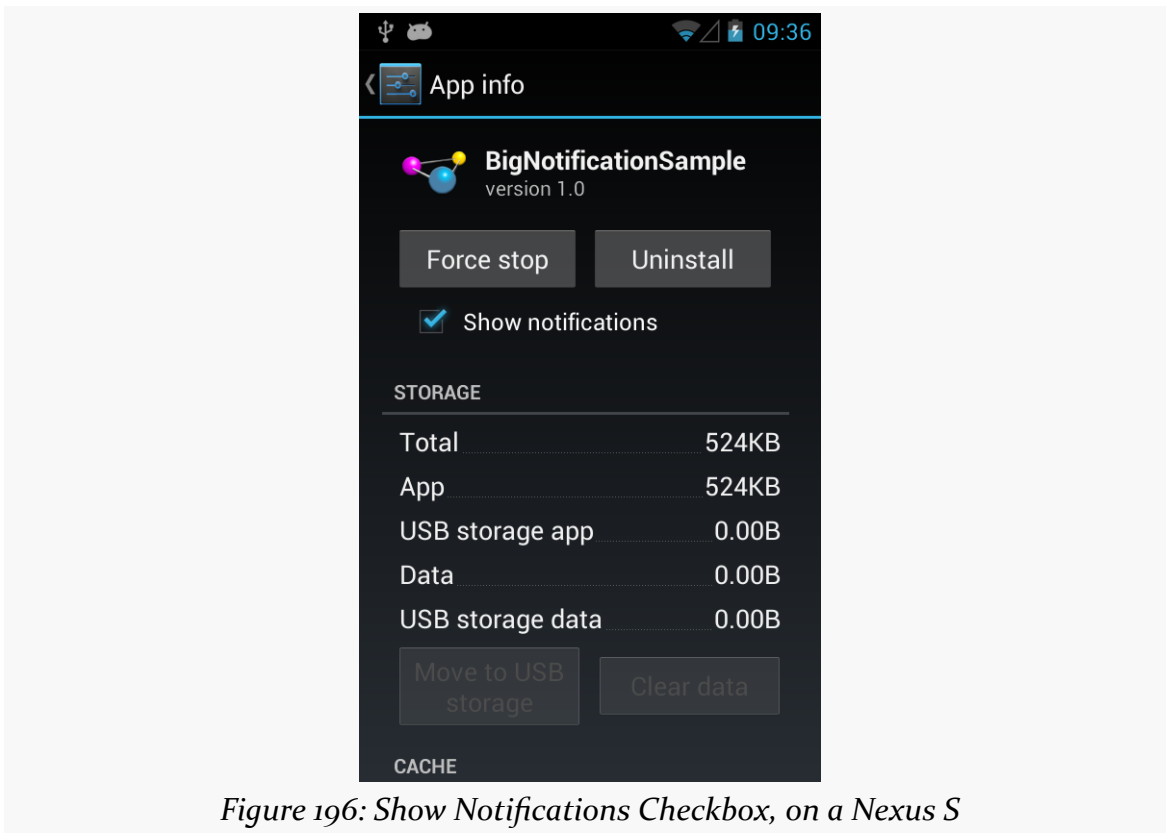 09:36
App info
BigNotificationSample
version 1.0
Force stop Uninstall
Show notifications
STORAGE
Total 524KB
App 524KB
USB storage app 0.00B
Data 0.00B
USB storage data 0.00B
Move to USB
storage
Clear data
CACHE
Figure 196: Show Notifications Checkbox, on a Nexus S